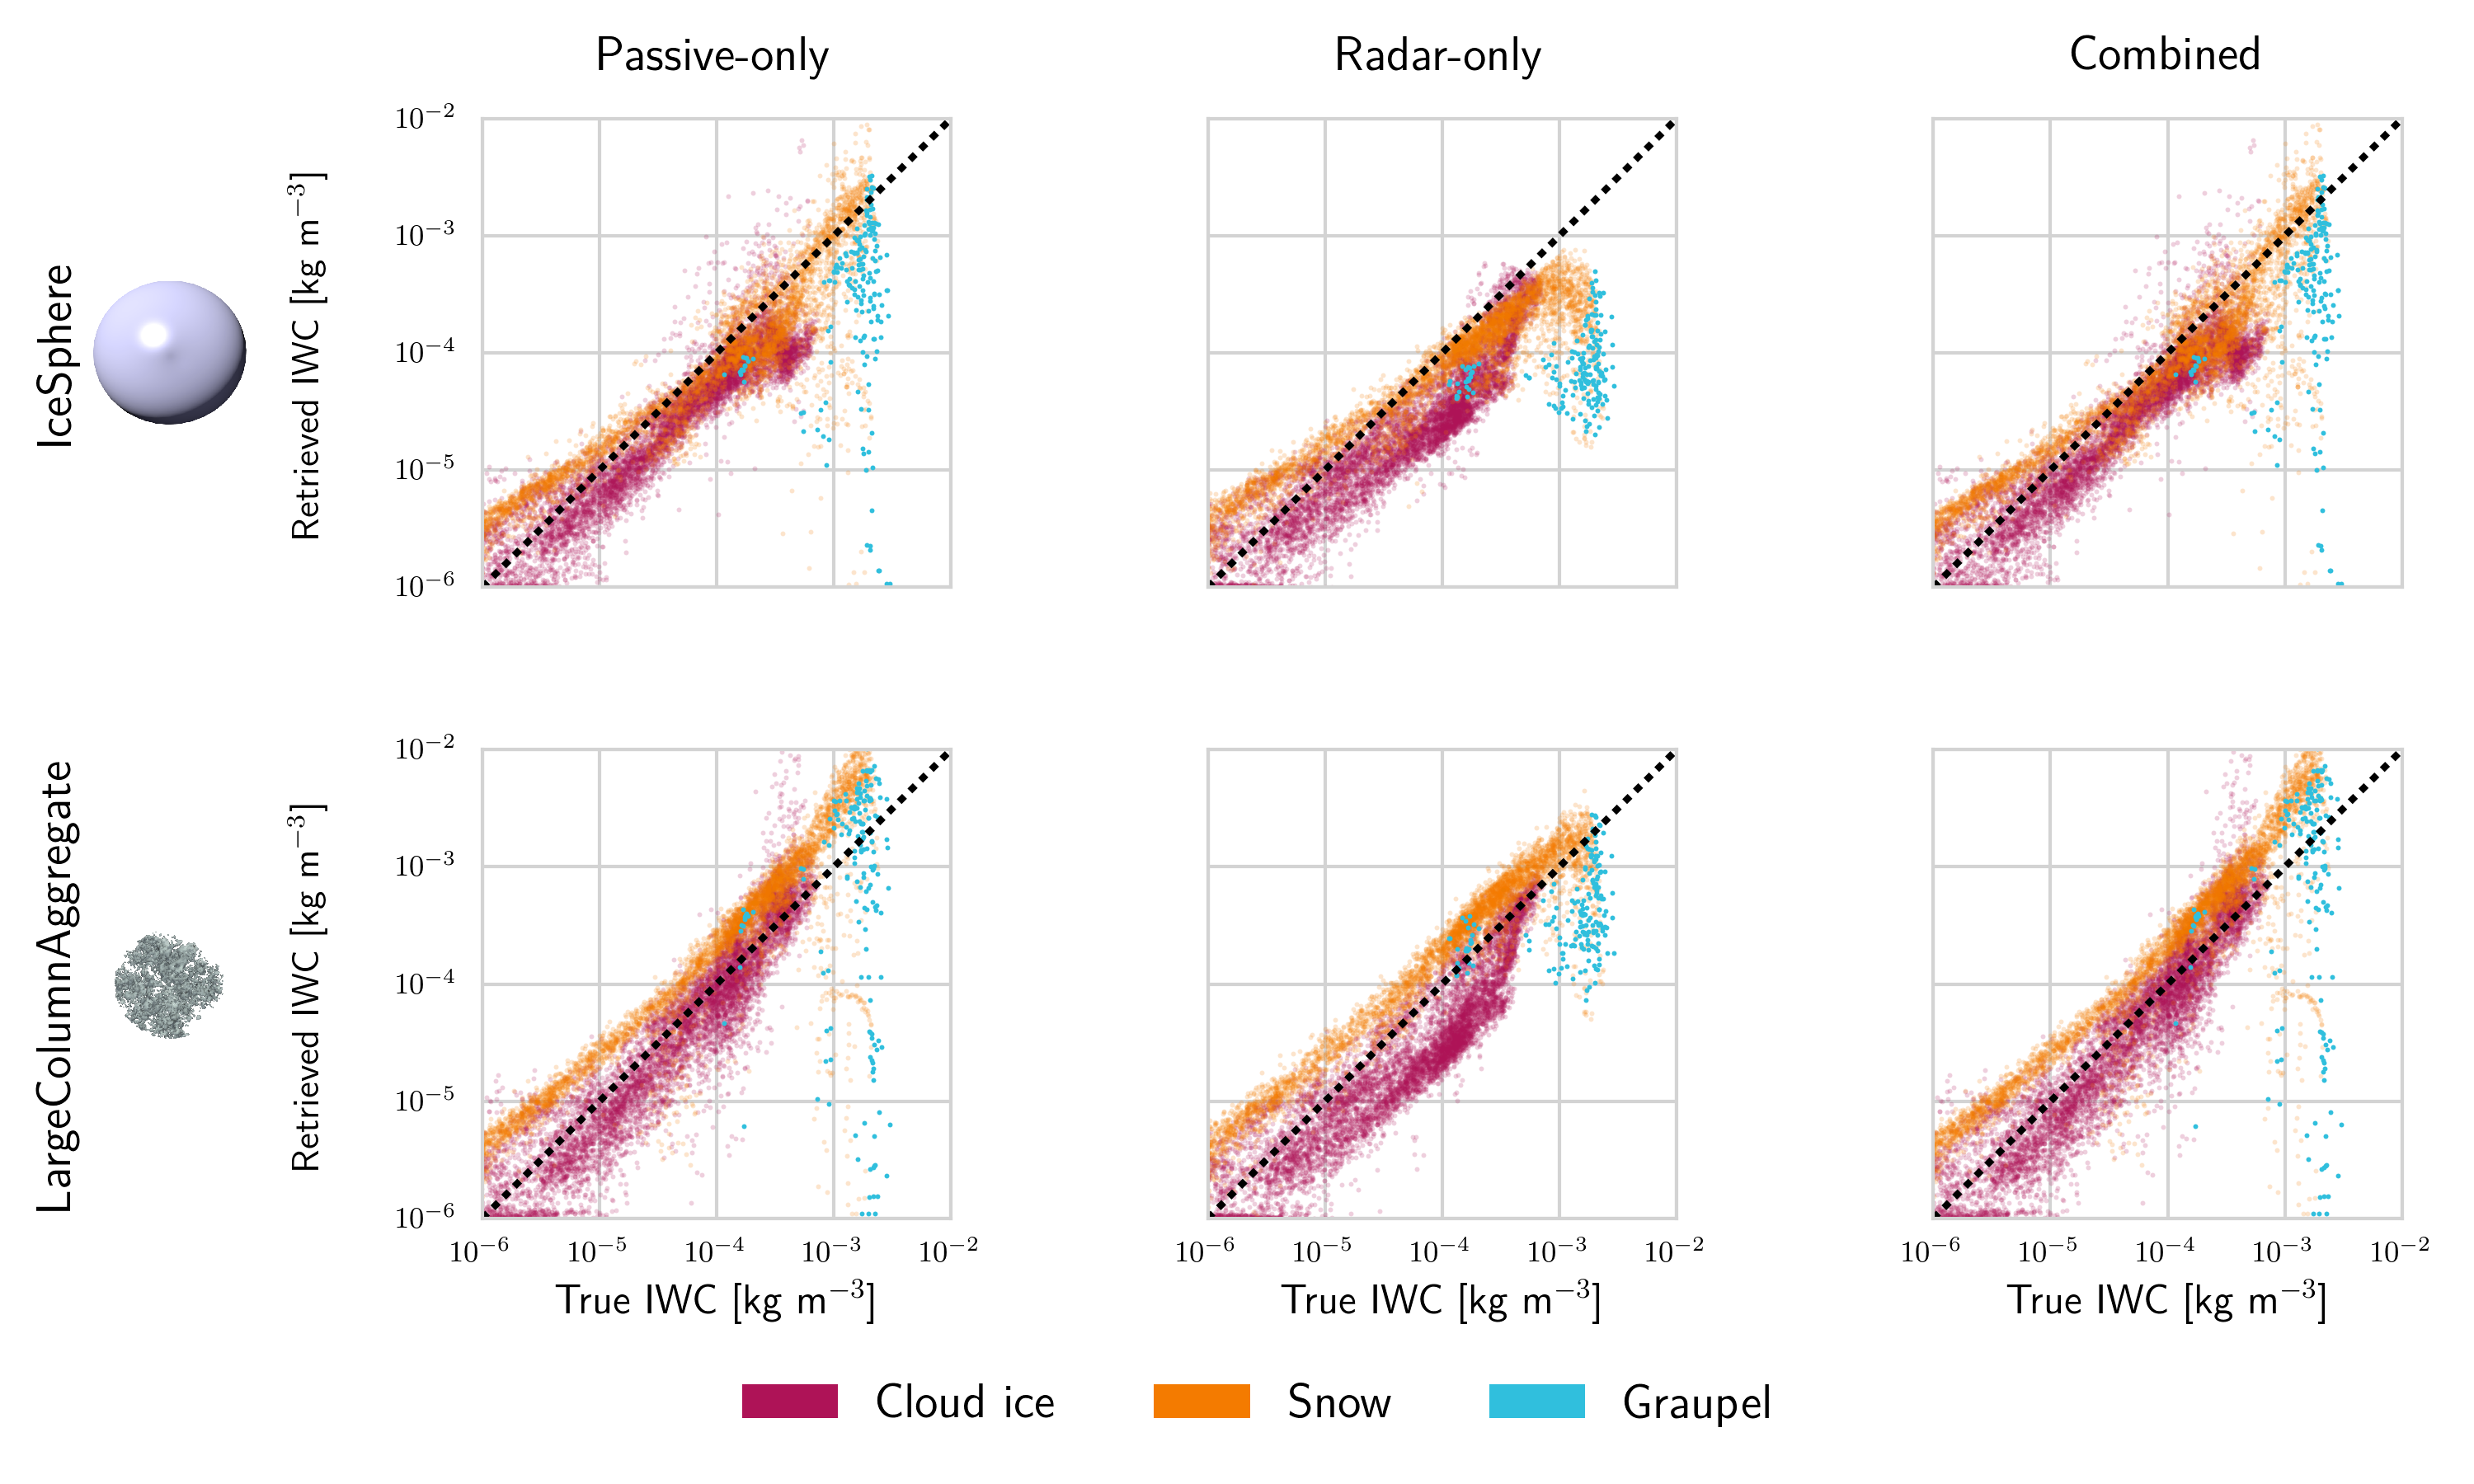 Passive-only Radar-only Combined
IceSphere
Retrieved IWC [kg m⁻³]
10⁻²
10⁻³
10⁻⁴
10⁻⁵
10⁻⁶
LargeColumnAggregate
Retrieved IWC [kg m⁻³]
10⁻²
10⁻³
10⁻⁴
10⁻⁵
10⁻⁶
10⁻⁶ 10⁻⁵ 10⁻⁴ 10⁻³ 10⁻² 10⁻⁶ 10⁻⁵ 10⁻⁴ 10⁻³ 10⁻² 10⁻⁶ 10⁻⁵ 10⁻⁴ 10⁻³ 10⁻²
True IWC [kg m⁻³] True IWC [kg m⁻³] True IWC [kg m⁻³]
Cloud ice Snow Graupel